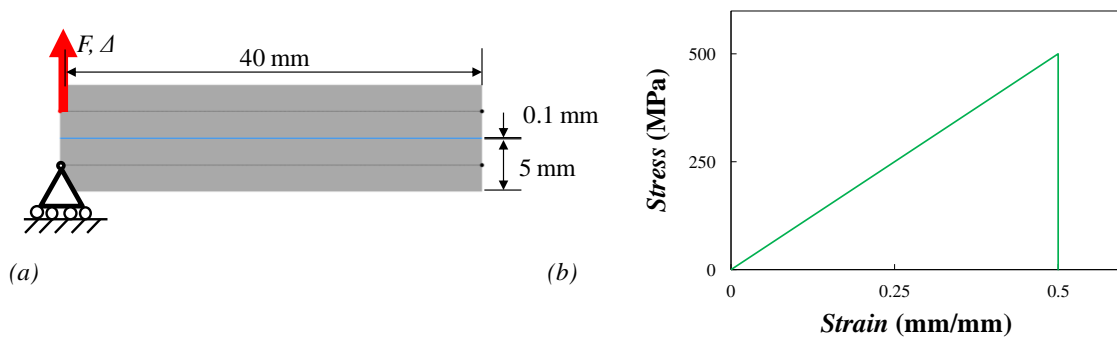 F, Δ
40 mm
0.1 mm
5 mm
(a)
(b)
Stress (MPa)
500
250
0
0
0.25
0.5
Strain (mm/mm)